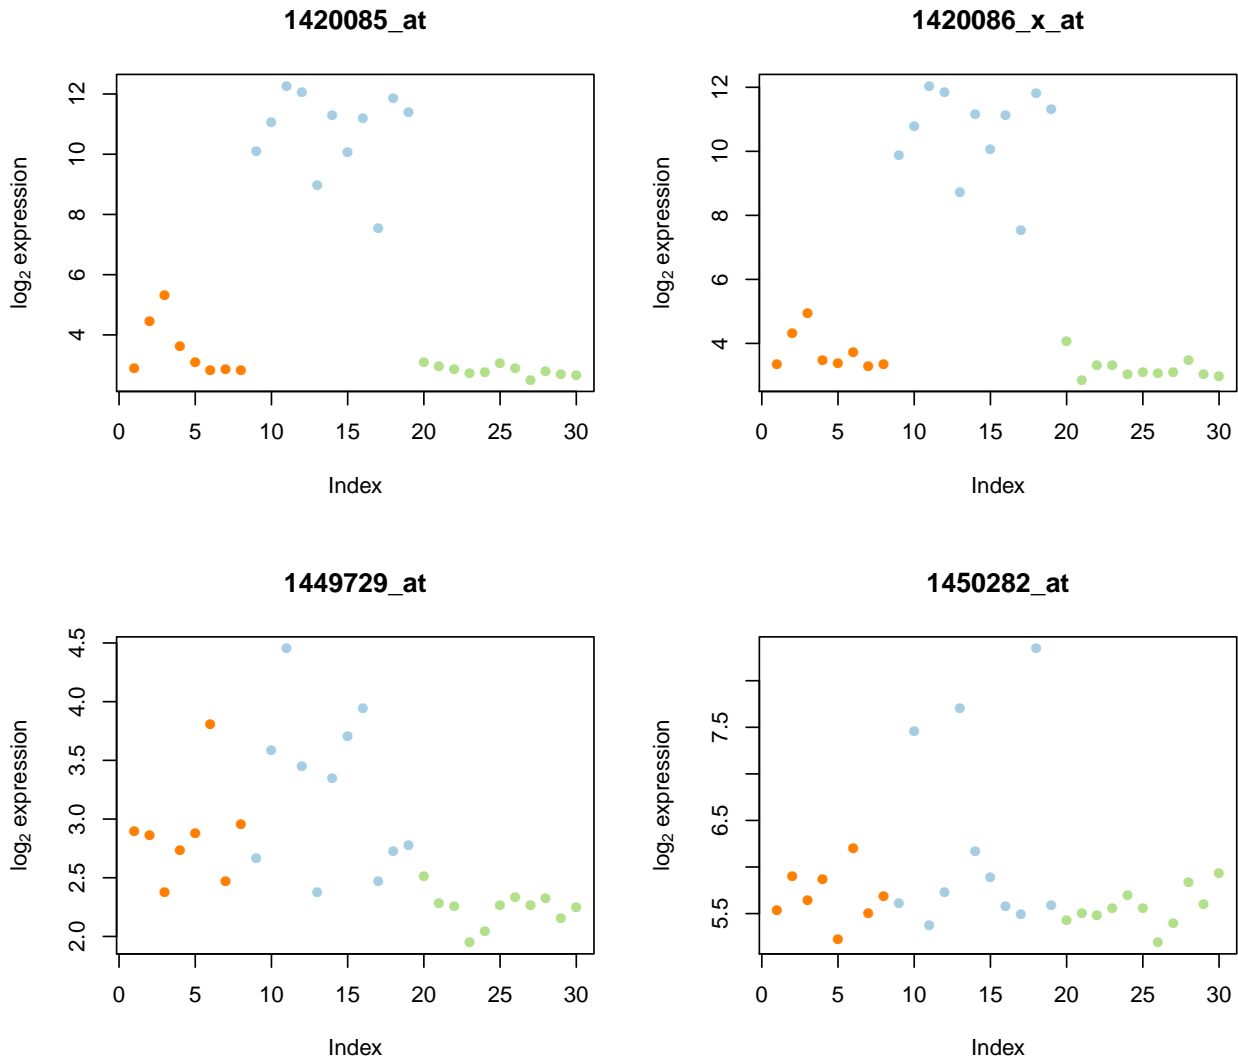 1420085_at
log2 expression
12
10
8
6
4
0 5 10 15 20 25 30
Index
1420086_x_at
log2 expression
12
10
8
6
4
0 5 10 15 20 25 30
Index
1449729_at
log2 expression
4.5
4.0
3.5
3.0
2.5
2.0
0 5 10 15 20 25 30
Index
1450282_at
log2 expression
7.5
6.5
5.5
0 5 10 15 20 25 30
Index